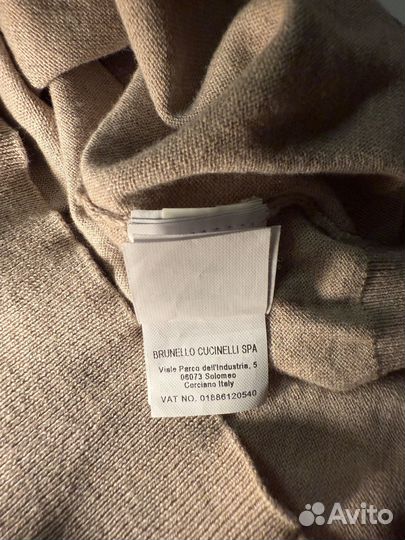 BRUNELLO CUCINELLI SPA
Viale Parco dell'Industria, 5
06073 Solomeo
Corciano Italy
VAT NO. 01886120540
Avito